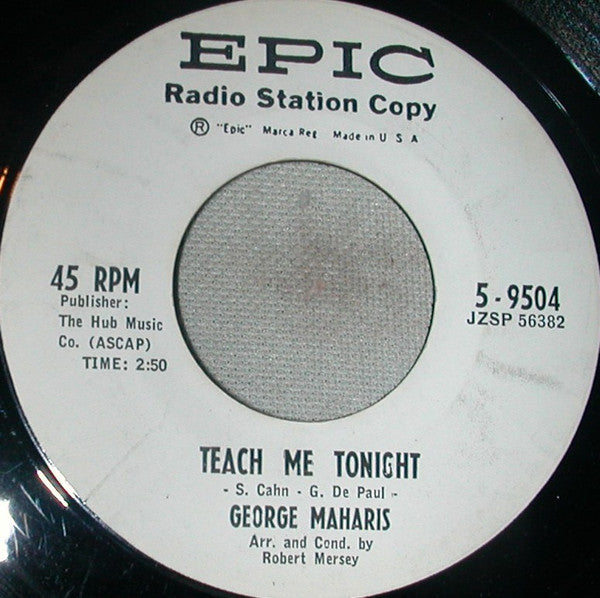 EPIC
Radio Station Copy
® "Epic" Marca Reg Made in U S A
45 RPM
Publisher:
The Hub Music
Co. (ASCAP)
TIME: 2:50
5-9504
JZSP 56382
TEACH ME TONIGHT
- S. Cahn - G. De Paul -
GEORGE MAHARIS
Arr. and Cond. by
Robert Mersey